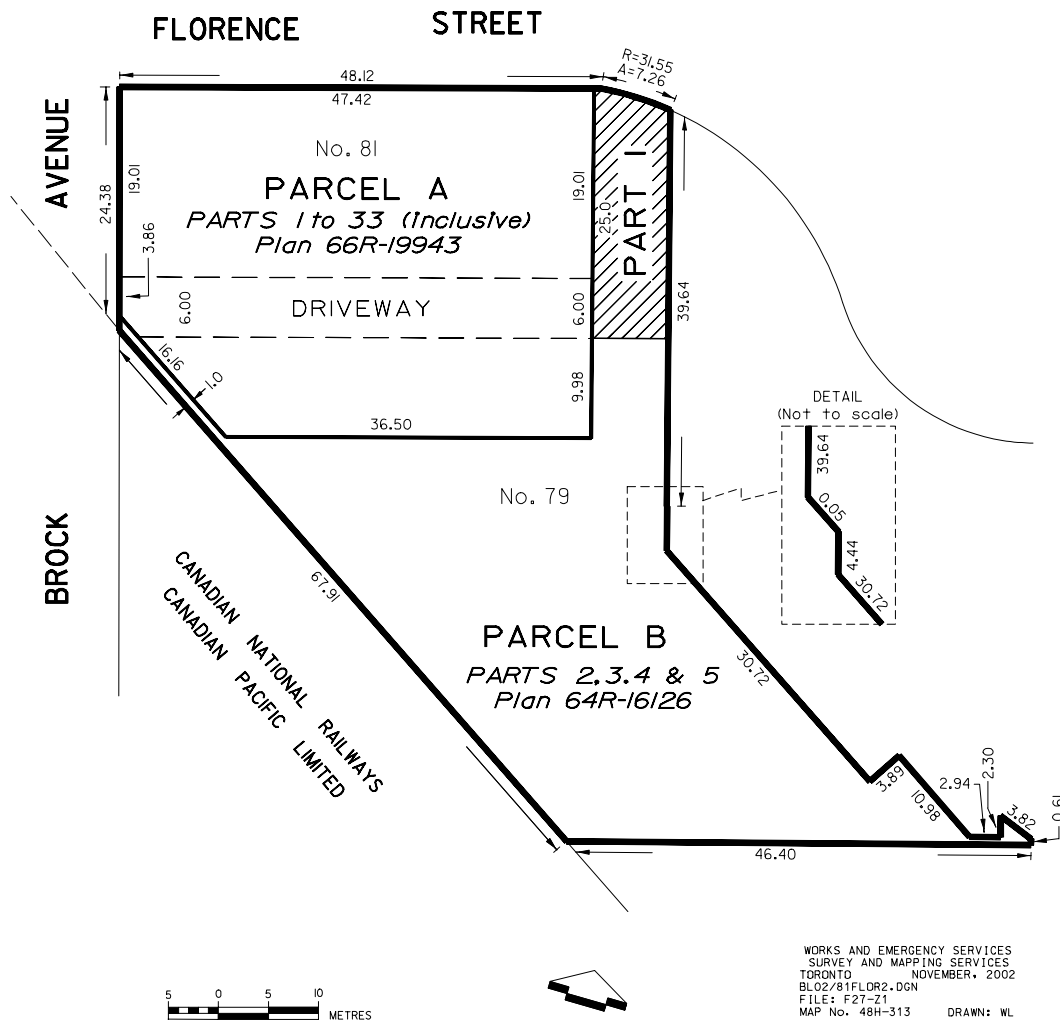 FLORENCE STREET
R=31.55
A=7.26
48.12
47.42
AVENUE
BROCK
24.38
19.01
3.86
No. 81
PARCEL A
PARTS 1 to 33 (inclusive)
Plan 66R-19943
19.01
25.0
PART 1
39.64
6.00
DRIVEWAY
6.00
16.16
1.0
9.98
36.50
DETAIL
(Not to scale)
39.64
0.05
4.44
30.72
No. 79
67.91
CANADIAN NATIONAL RAILWAYS
CANADIAN PACIFIC LIMITED
PARCEL B
PARTS 2,3,4 & 5
Plan 64R-16126
30.72
3.89
10.98
2.94
2.30
3.82
0.61
46.40
5 0 5 10
METRES
WORKS AND EMERGENCY SERVICES
SURVEY AND MAPPING SERVICES
TORONTO NOVEMBER, 2002
BLO2/81FLOR2.DGN
FILE: F27-Z1
MAP No. 48H-313 DRAWN: WL